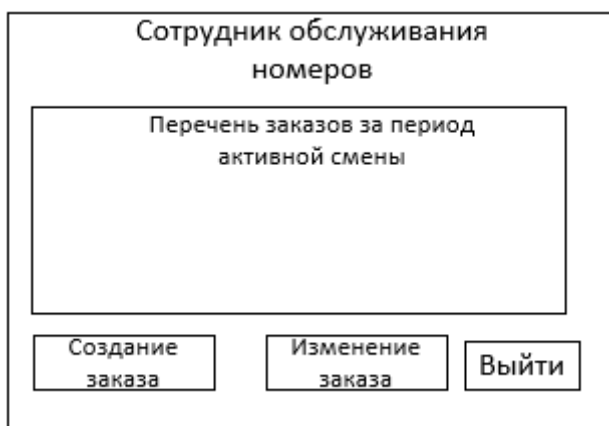 Сотрудник обслуживания
номеров
Перечень заказов за период
активной смены
Создание
заказа
Изменение
заказа
Выйти